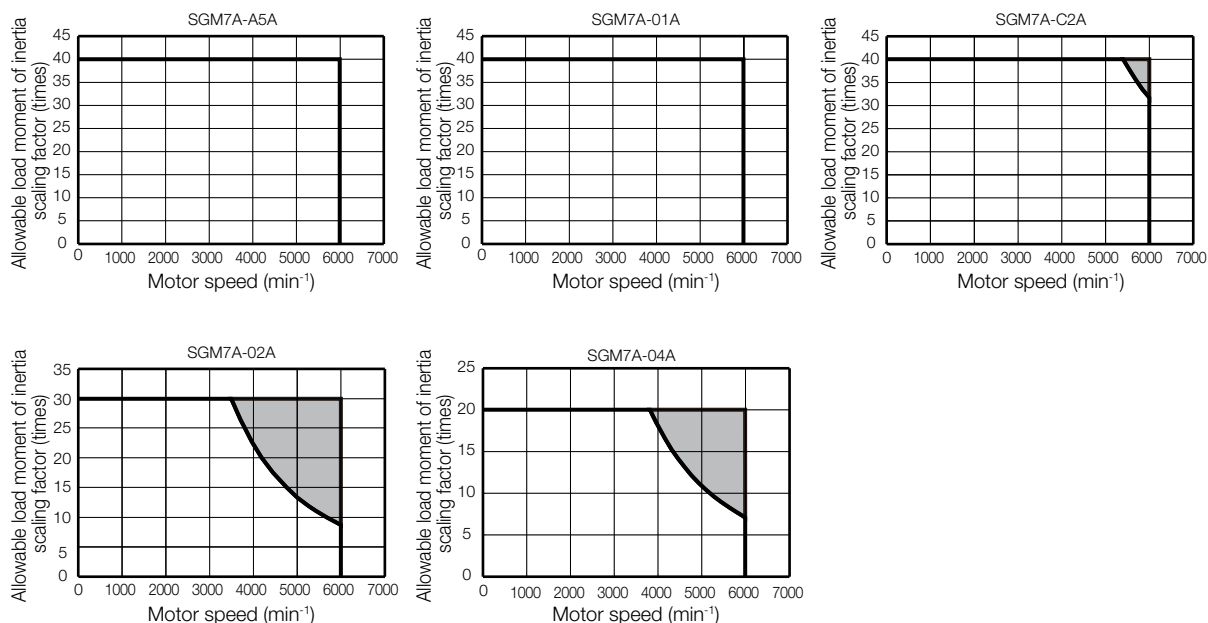 SGM7A-A5A
Allowable load moment of inertia
scaling factor (times)
45
40
35
30
25
20
15
10
5
0
0 1000 2000 3000 4000 5000 6000 7000
Motor speed (min-1)
SGM7A-01A
Allowable load moment of inertia
scaling factor (times)
45
40
35
30
25
20
15
10
5
0
0 1000 2000 3000 4000 5000 6000 7000
Motor speed (min-1)
SGM7A-C2A
Allowable load moment of inertia
scaling factor (times)
45
40
35
30
25
20
15
10
5
0
0 1000 2000 3000 4000 5000 6000 7000
Motor speed (min-1)
SGM7A-02A
Allowable load moment of inertia
scaling factor (times)
35
30
25
20
15
10
5
0
0 1000 2000 3000 4000 5000 6000 7000
Motor speed (min-1)
SGM7A-04A
Allowable load moment of inertia
scaling factor (times)
25
20
15
10
5
0
0 1000 2000 3000 4000 5000 6000 7000
Motor speed (min-1)